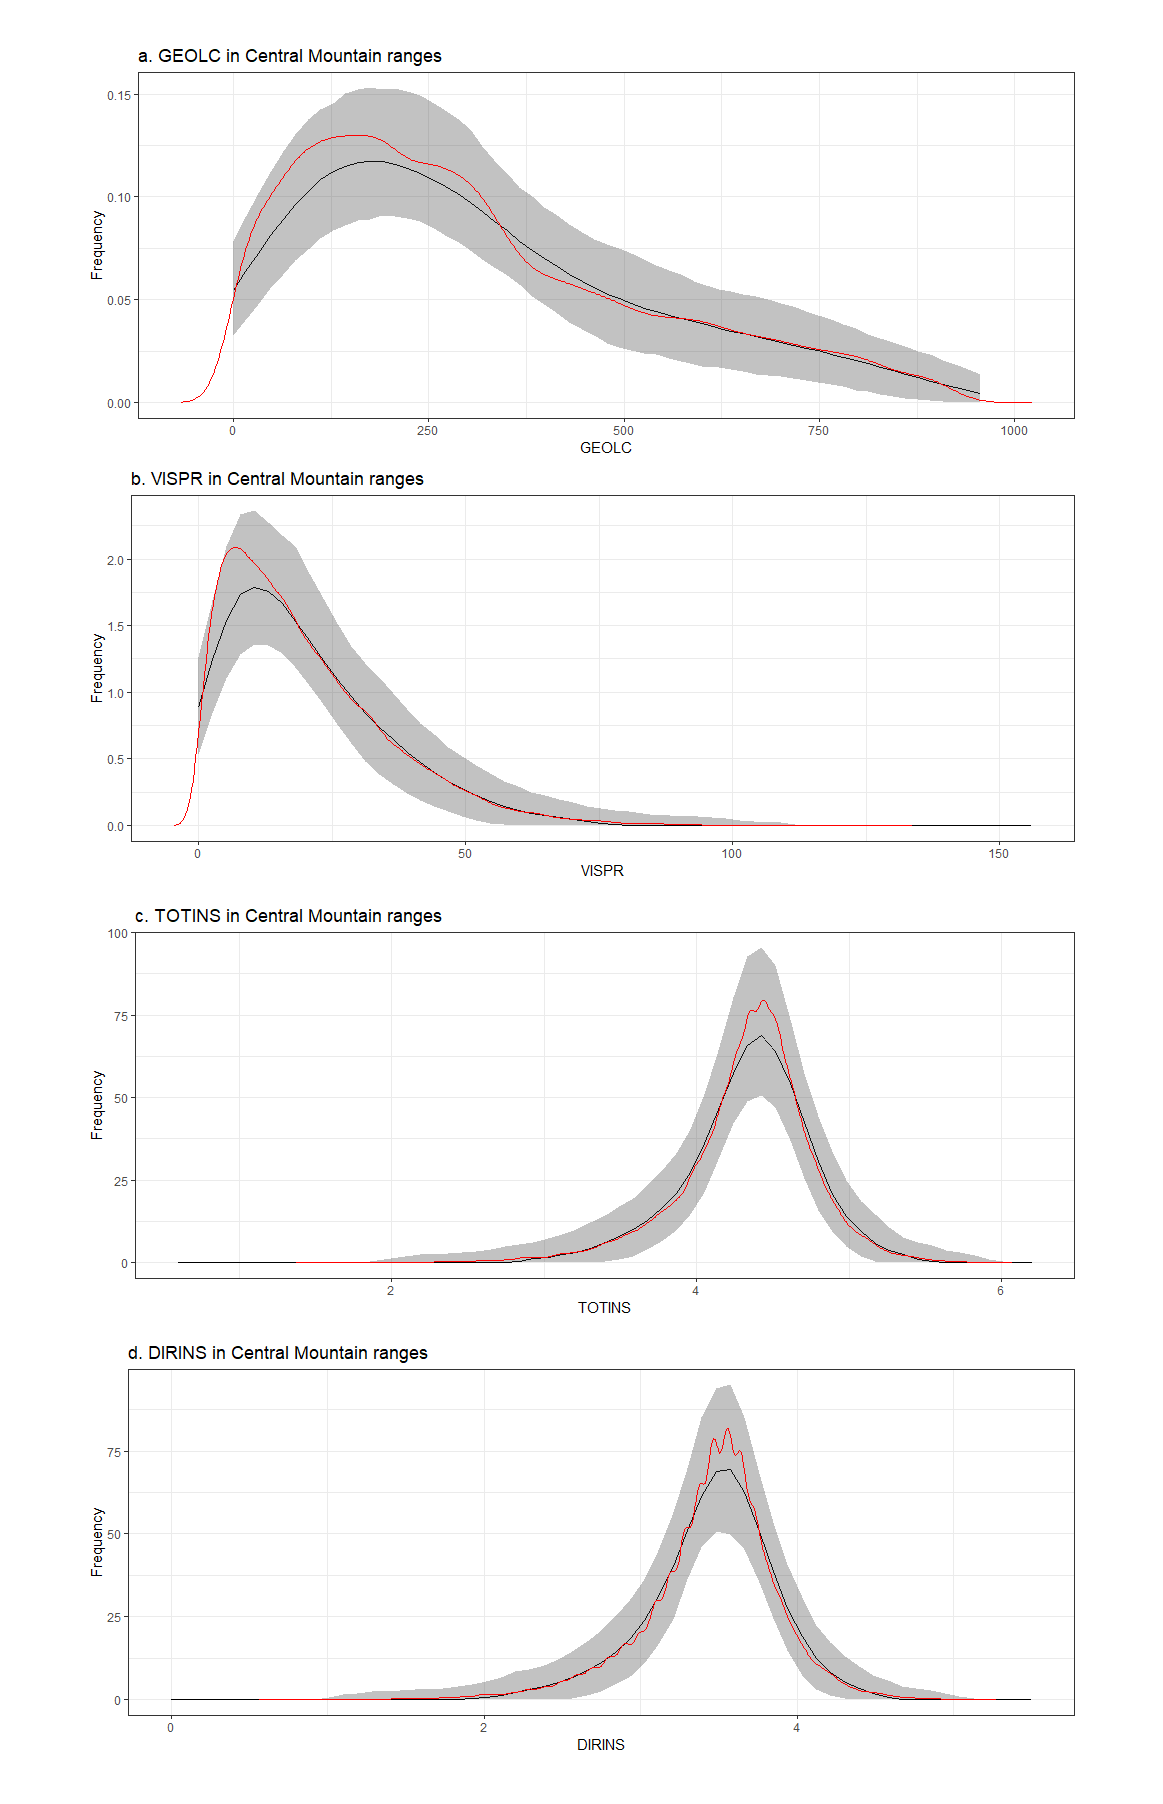 a. GEOLC in Central Mountain ranges
0.15
0.10
0.05
0.00
Frequency
0 250 500 750 1000
GEOLC
b. VISPR in Central Mountain ranges
2.0
1.5
1.0
0.5
0.0
Frequency
0 50 100 150
VISPR
c. TOTINS in Central Mountain ranges
100
75
50
25
0
Frequency
2 4 6
TOTINS
d. DIRINS in Central Mountain ranges
75
50
25
0
Frequency
0 2 4
DIRINS